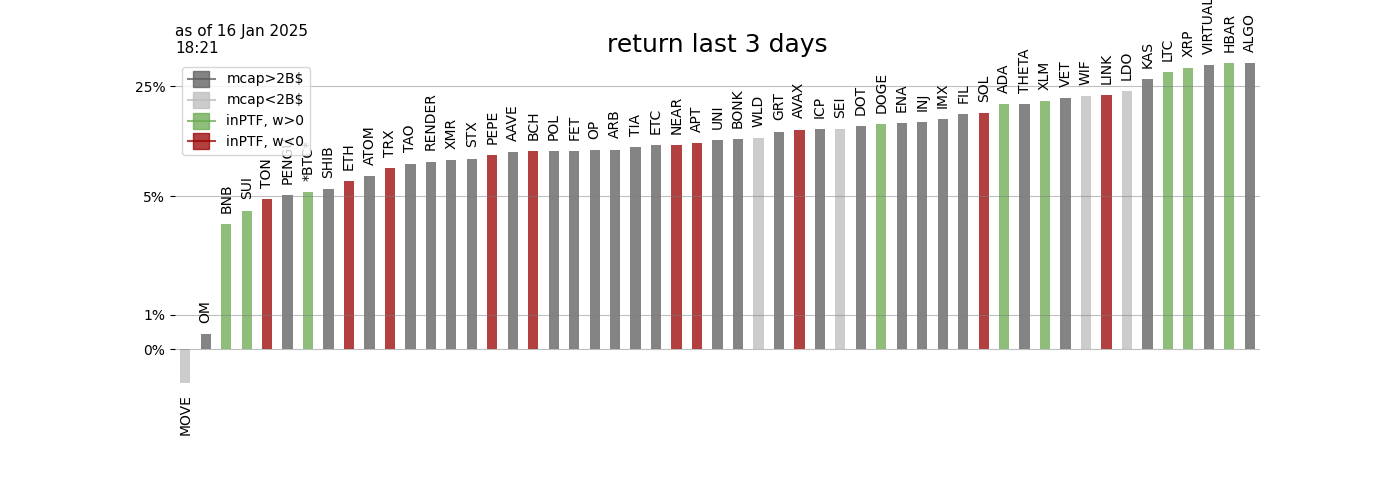 as of 16 Jan 2025
18:21
return last 3 days
mcap>2B$
mcap<2B$
inPTF, w>0
inPTF, w<0
25%
5%
1%
0%
MOVE
OM
BNB
SUI
TON
PENGU
*BTC*
SHIB
ETH
ATOM
TRX
TAO
RENDER
XMR
STX
PEPE
AAVE
BCH
POL
FET
OP
ARB
TIA
ETC
NEAR
APT
UNI
BONK
WLD
GRT
AVAX
ICP
SEI
DOT
DOGE
ENA
INJ
IMX
FIL
SOL
ADA
THETA
XLM
VET
WIF
LINK
LDO
KAS
LTC
XRP
VIRTUAL
HBAR
ALGO